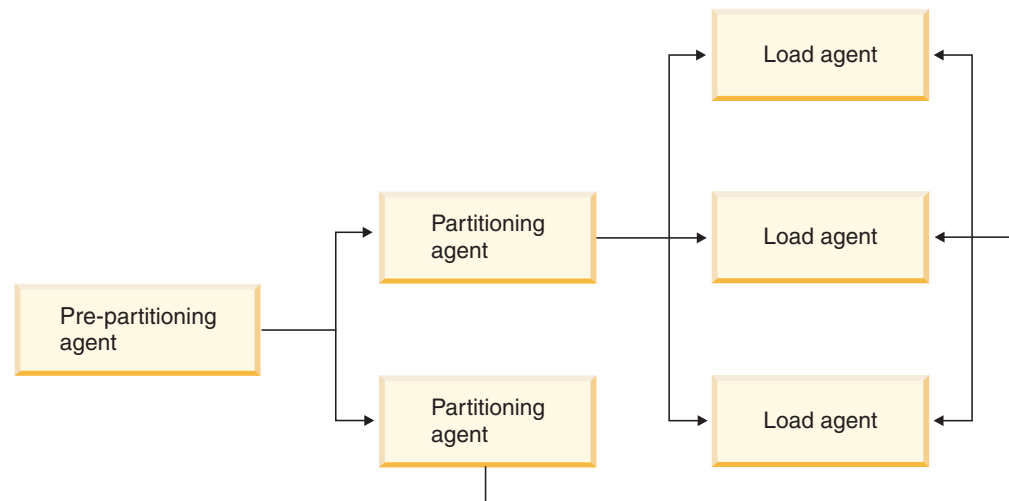 Load agent
Partitioning
agent
Load agent
Pre-partitioning
agent
Partitioning
agent
Load agent